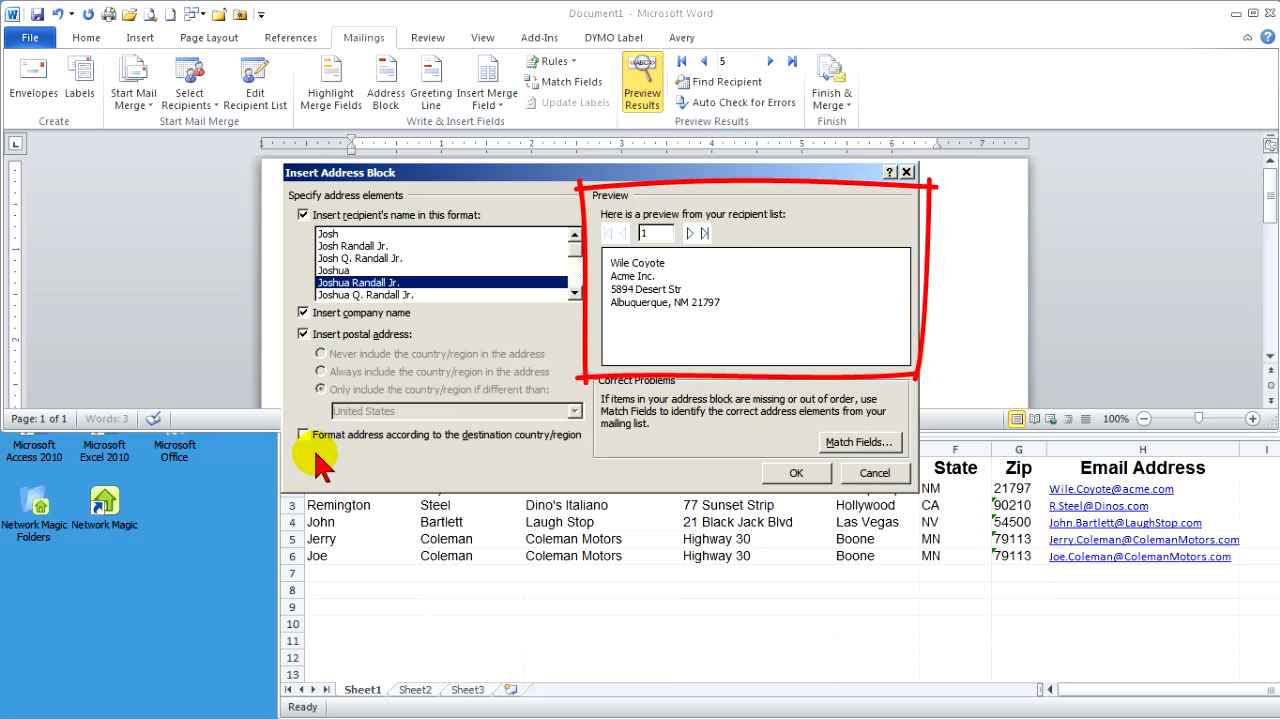 Document1 - Microsoft Word
File Home Insert Page Layout References Mailings Review View Add-Ins DYMO Label Avery
Envelopes Labels Start Mail Merge Select Recipients Edit Recipient List Highlight Merge Fields Address Block Greeting Line Insert Merge Field Rules Match Fields Update Labels Preview Results 5 Find Recipient Auto Check for Errors Finish & Merge
Create Start Mail Merge Write & Insert Fields Preview Results Finish
1 1 2 3 4 5 6 7
Insert Address Block
Specify address elements
Insert recipient's name in this format:
Josh
Josh Randall Jr.
Josh Q. Randall Jr.
Joshua
Joshua Randall Jr.
Joshua Q. Randall Jr.
Insert company name
Insert postal address:
Never include the country/region in the address
Always include the country/region in the address
Only include the country/region if different than:
United States
Format address according to the destination country/region
Preview
Here is a preview from your recipient list:
1
Wile Coyote
Acme Inc.
5894 Desert Str
Albuquerque, NM 21797
Correct Problems
If items in your address block are missing or out of order, use
Match Fields to identify the correct address elements from your
mailing list.
Match Fields...
OK Cancel
Page: 1 of 1 Words: 3 100%
Microsoft Access 2010
Microsoft Excel 2010
Microsoft Office
Network Magic Folders
Network Magic
F G H I
State Zip Email Address
NM 21797 Wile.Coyote@acme.com
3 Remington Steel Dino's Italiano 77 Sunset Strip Hollywood CA 90210 R.Steel@Dinos.com
4 John Bartlett Laugh Stop 21 Black Jack Blvd Las Vegas NV 54500 John.Bartlett@LaughStop.com
5 Jerry Coleman Coleman Motors Highway 30 Boone MN 79113 Jerry.Coleman@ColemanMotors.com
6 Joe Coleman Coleman Motors Highway 30 Boone MN 79113 Joe.Coleman@ColemanMotors.com
7
8
9
10
11
12
13
Sheet1 Sheet2 Sheet3
Ready